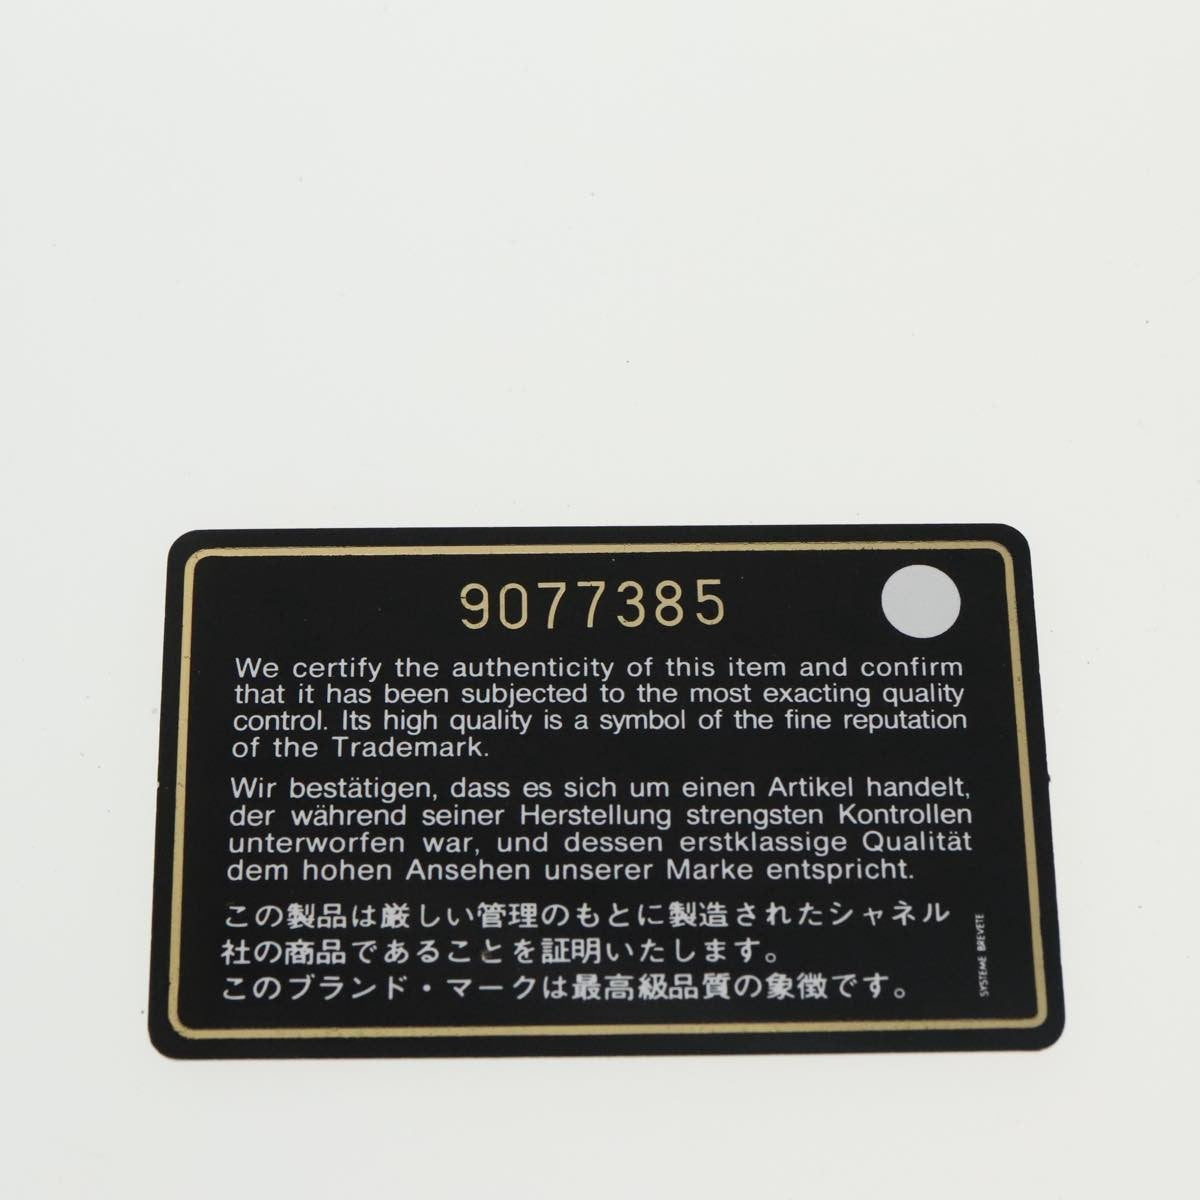 9077385
We certify the authenticity of this item and confirm
that it has been subjected to the most exacting quality
control. Its high quality is a symbol of the fine reputation
of the Trademark.
Wir bestätigen, dass es sich um einen Artikel handelt,
der während seiner Herstellung strengsten Kontrollen
unterworfen war, und dessen erstklassige Qualität
dem hohen Ansehen unserer Marke entspricht.
この製品は厳しい管理のもとに製造されたシャネル
社の商品であることを証明いたします。
このブランド・マークは最高級品質の象徴です。
SYSTEME BREVETE